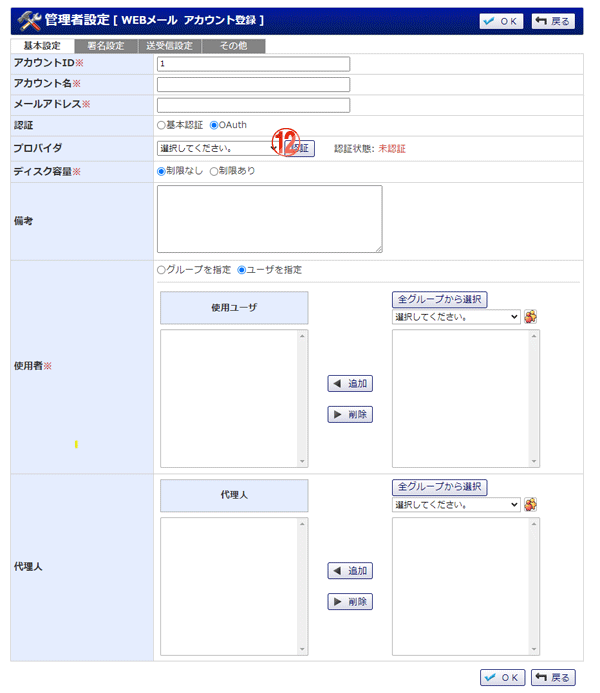 管理者設定 [ WEBメール アカウント登録 ]
OK
戻る
基本設定 署名設定 送受信設定 その他
アカウントID※ 1
アカウント名※
メールアドレス※
認証 基本認証 OAuth
プロバイダ 選択してください。 ⑫ 認証 認証状態: 未認証
ディスク容量※ 制限なし 制限あり
備考
グループを指定 ユーザを指定
使用者※
使用ユーザ
全グループから選択
選択してください。
追加
削除
代理人
代理人
全グループから選択
選択してください。
追加
削除
OK
戻る